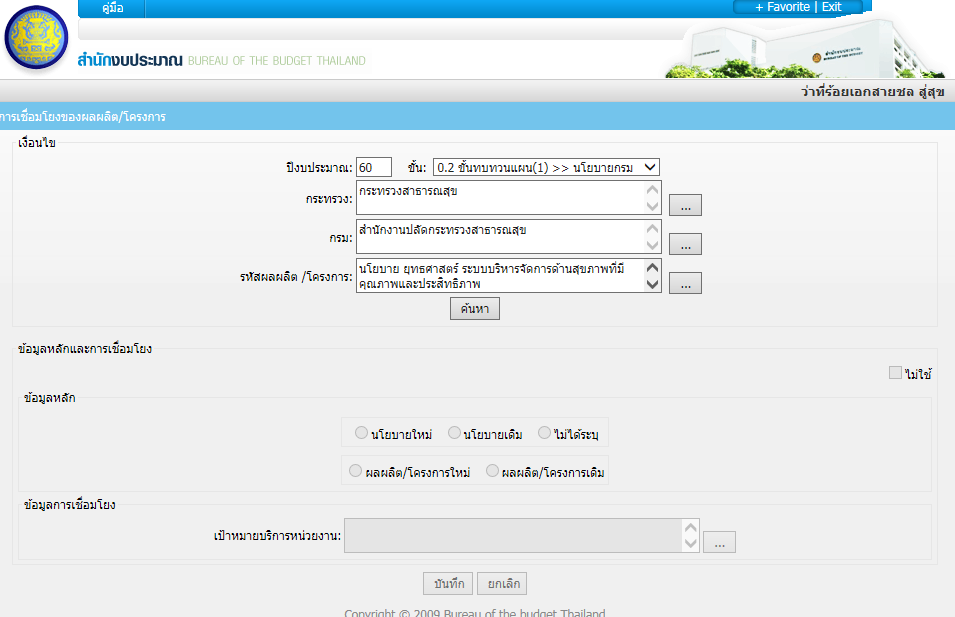 คู่มือ
+ Favorite | Exit
สำนักงบประมาณ BUREAU OF THE BUDGET THAILAND
ว่าที่ร้อยเอกสายชล สู่สุข
การเชื่อมโยงของผลผลิต/โครงการ
เงื่อนไข
ปีงบประมาณ: 60 ขั้น: 0.2 ขั้นทบทวนแผน(1) >> นโยบายกรม
กระทรวง: กระทรวงสาธารณสุข ...
กรม: สำนักงานปลัดกระทรวงสาธารณสุข ...
รหัสผลผลิต /โครงการ: นโยบาย ยุทธศาสตร์ ระบบบริหารจัดการด้านสุขภาพที่มี
คุณภาพและประสิทธิภาพ ...
ค้นหา
ข้อมูลหลักและการเชื่อมโยง
ไม่ใช้
ข้อมูลหลัก
นโยบายใหม่ นโยบายเดิม ไม่ได้ระบุ
ผลผลิต/โครงการใหม่ ผลผลิต/โครงการเดิม
ข้อมูลการเชื่อมโยง
เป้าหมายบริการหน่วยงาน: ...
บันทึก ยกเลิก
Copyright © 2009 Bureau of the budget Thailand